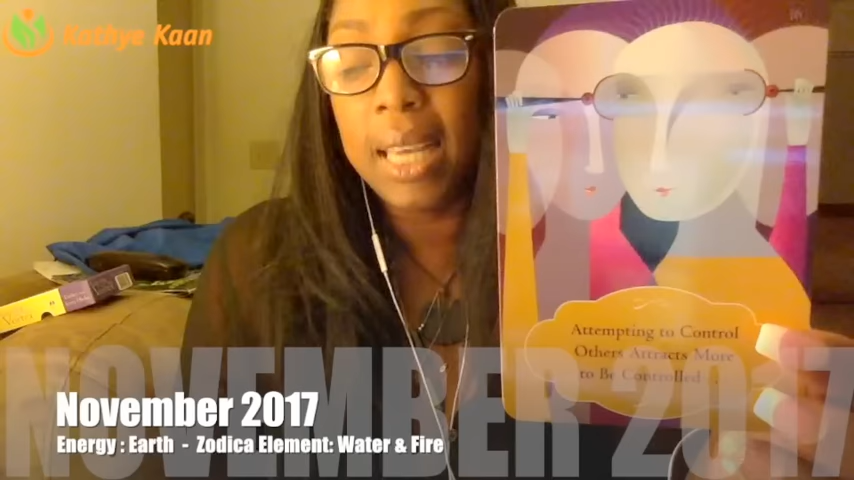 Kathye Kaan
Attempting to Control
Others Attracts More
to Be Controlled
NOVEMBER 2017
November 2017
Energy : Earth - Zodica Element: Water & Fire